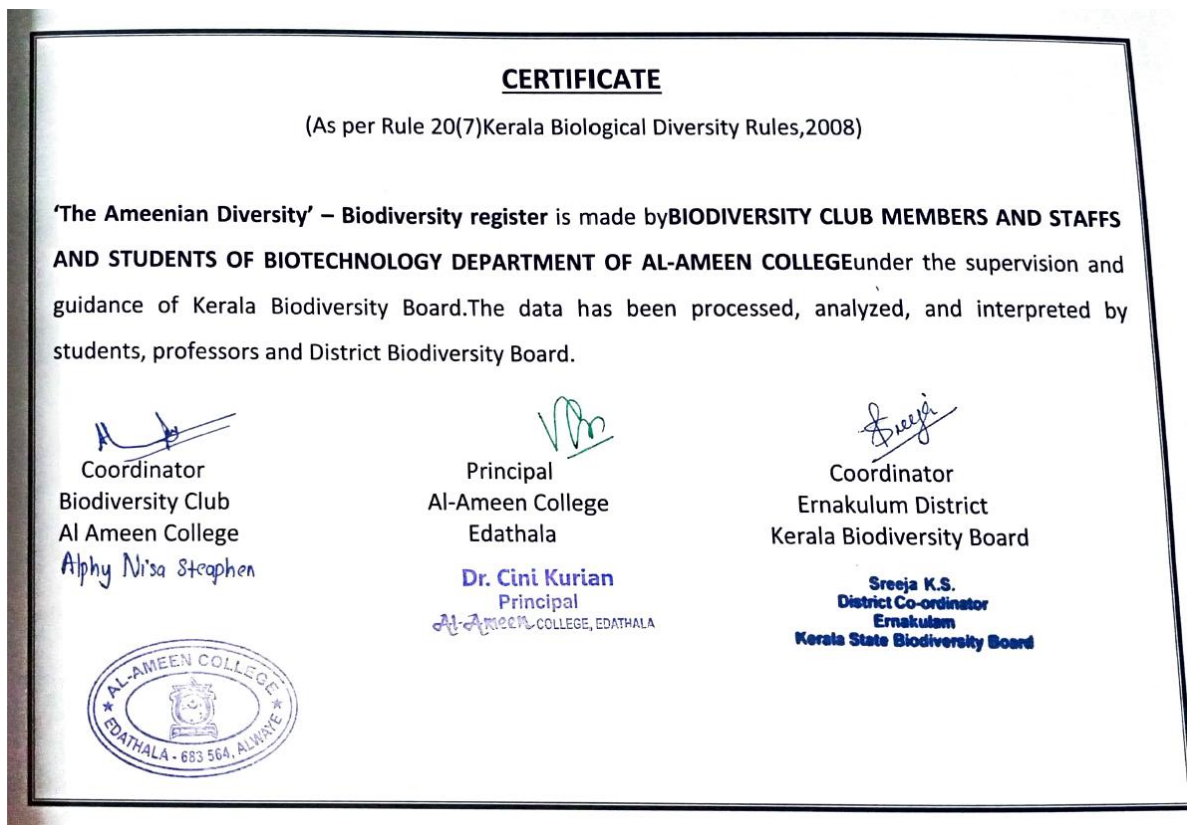 CERTIFICATE
(As per Rule 20(7)Kerala Biological Diversity Rules,2008)
‘The Ameenian Diversity’ – Biodiversity register is made byBIODIVERSITY CLUB MEMBERS AND STAFFS
AND STUDENTS OF BIOTECHNOLOGY DEPARTMENT OF AL-AMEEN COLLEGEunder the supervision and
guidance of Kerala Biodiversity Board.The data has been processed, analyzed, and interpreted by
students, professors and District Biodiversity Board.
Coordinator
Biodiversity Club
Al Ameen College
Alphy Nisa Steaphen
Principal
Al-Ameen College
Edathala
Dr. Cini Kurian
Principal
Al-Ameen COLLEGE, EDATHALA
Sreeja
Coordinator
Ernakulum District
Kerala Biodiversity Board
Sreeja K.S.
District Co-ordinator
Ernakulam
Kerala State Biodiversity Board
AL-AMEEN COLLEGE
EDATHALA - 683 564, ALWAYE